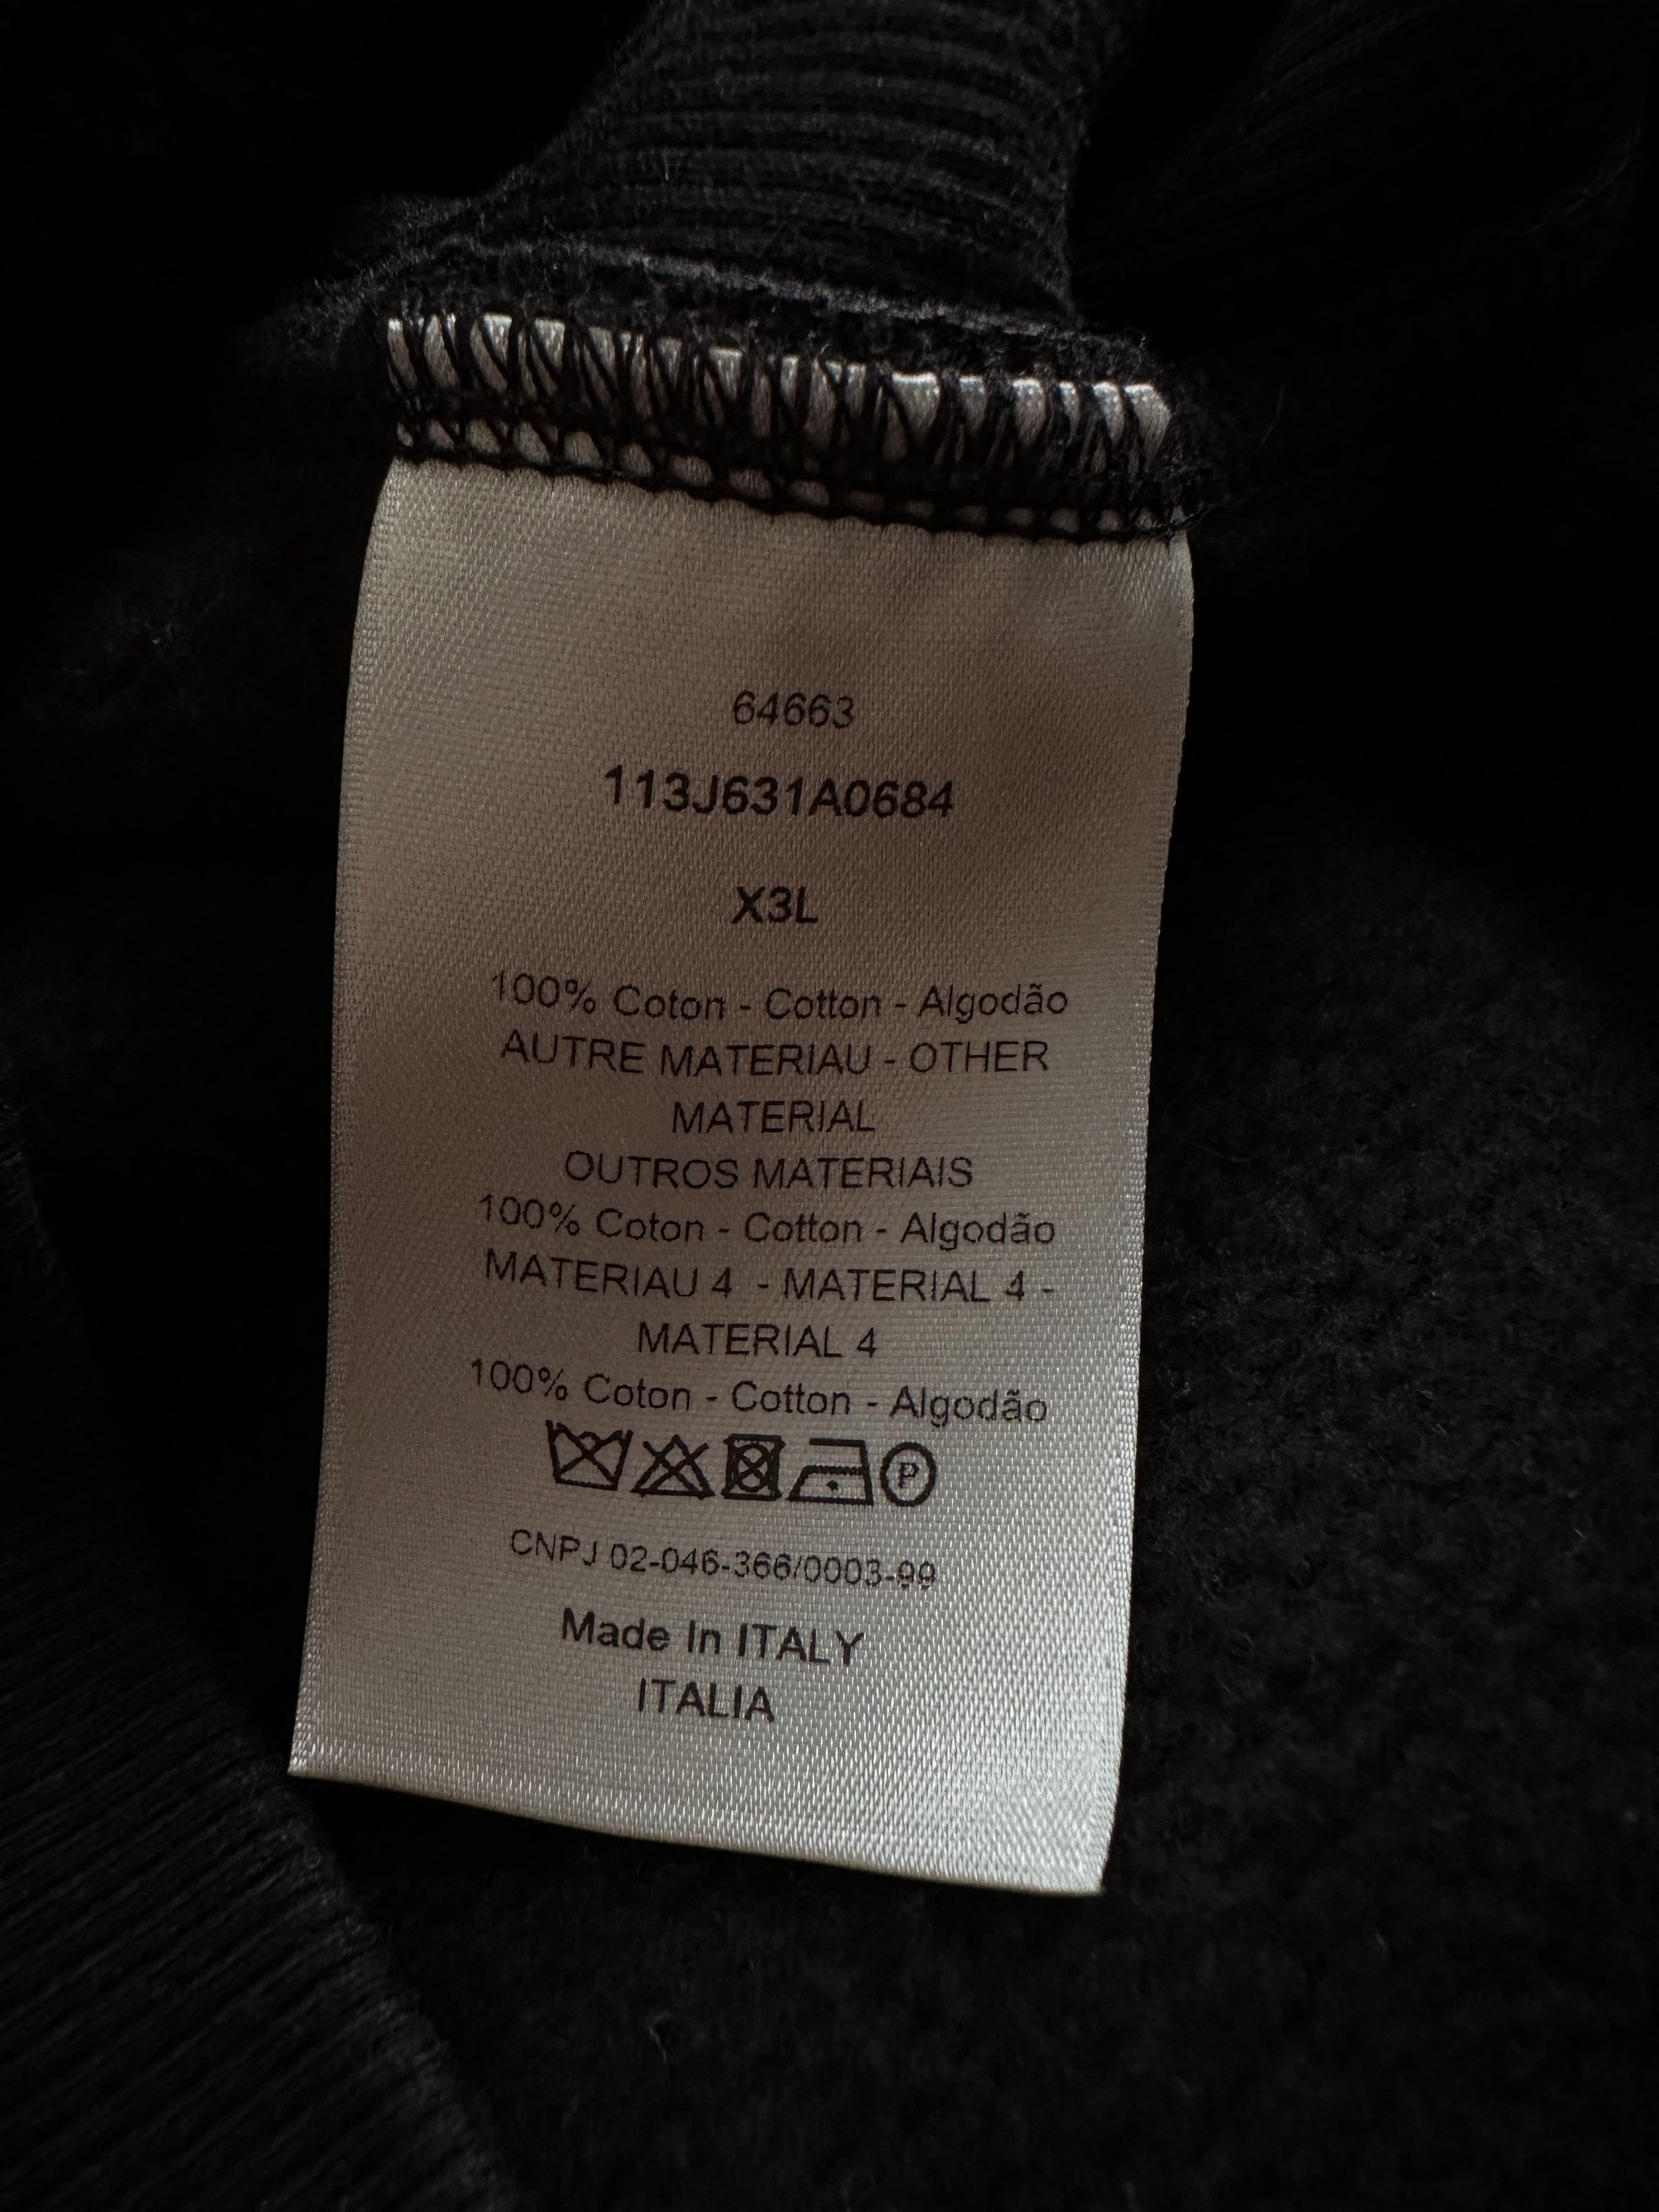 64663
113J631A0684
X3L
100% Coton - Cotton - Algodão
AUTRE MATERIAU - OTHER
MATERIAL
OUTROS MATERIAIS
100% Coton - Cotton - Algodão
MATERIAU 4 - MATERIAL 4 -
MATERIAL 4
100% Coton - Cotton - Algodão
P
CNPJ 02-046-366/0003-99
Made In ITALY
ITALIA